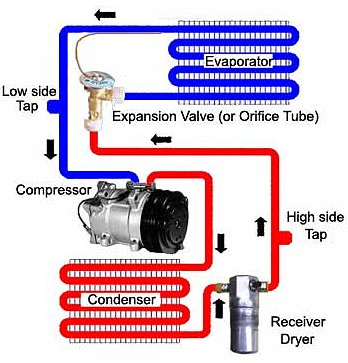 Evaporator
Low side
Tap
Expansion Valve (or Orifice Tube)
Compressor
High side
Tap
Condenser
Receiver
Dryer